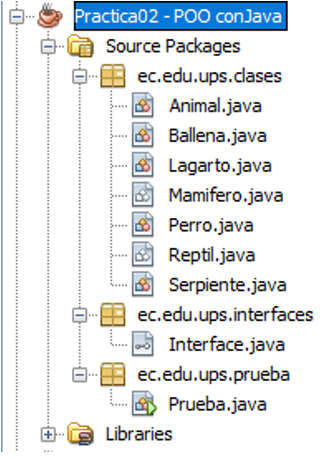 Practica02 - POO conJava
Source Packages
ec.edu.ups.clases
Animal.java
Ballena.java
Lagarto.java
Mamifero.java
Perro.java
Reptil.java
Serpiente.java
ec.edu.ups.interfaces
Interface.java
ec.edu.ups.prueba
Prueba.java
Libraries